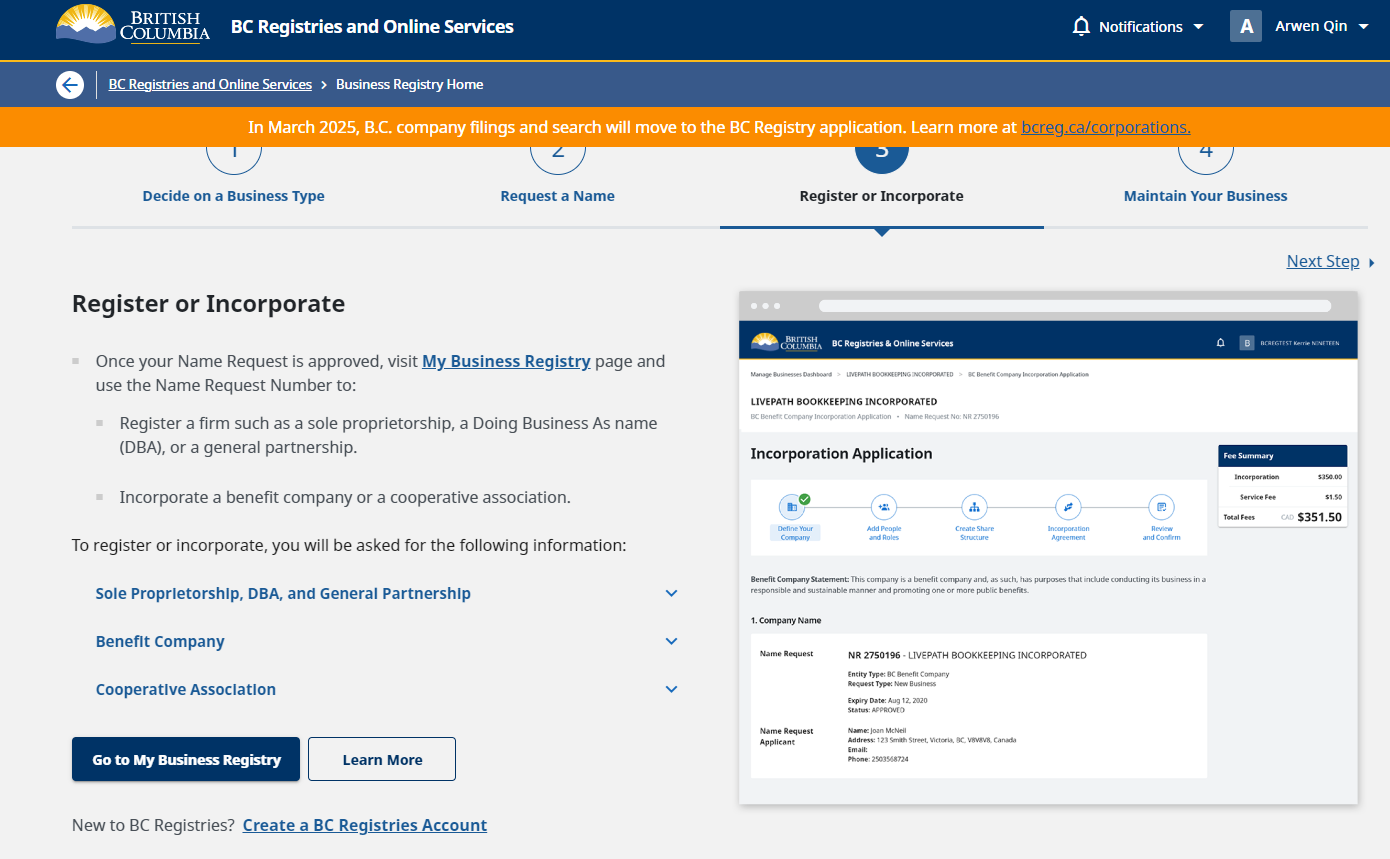 BRITISH
COLUMBIA
BC Registries and Online Services
Notifications
A
Arwen Qin
BC Registries and Online Services > Business Registry Home
In March 2025, B.C. company filings and search will move to the BC Registry application. Learn more at bcreg.ca/corporations.
1
2
3
4
Decide on a Business Type
Request a Name
Register or Incorporate
Maintain Your Business
Next Step
Register or Incorporate
Once your Name Request is approved, visit My Business Registry page and
use the Name Request Number to:
Register a firm such as a sole proprietorship, a Doing Business As name
(DBA), or a general partnership.
Incorporate a benefit company or a cooperative association.
To register or incorporate, you will be asked for the following information:
Sole Proprietorship, DBA, and General Partnership
Benefit Company
Cooperative Association
Go to My Business Registry
Learn More
New to BC Registries? Create a BC Registries Account
BRITISH
COLUMBIA
BC Registries & Online Services
B
BCREGTEST Kerrie NINETEEN
Manage Businesses Dashboard > LIVEPATH BOOKKEEPING INCORPORATED > BC Benefit Company Incorporation Application
LIVEPATH BOOKKEEPING INCORPORATED
BC Benefit Company Incorporation Application • Name Request No: NR 2750196
Incorporation Application
Define Your
Company
Add People
and Roles
Create Share
Structure
Incorporation
Agreement
Review
and Confirm
Fee Summary
Incorporation $350.00
Service Fee $1.50
Total Fees CAD $351.50
Benefit Company Statement: This company is a benefit company and, as such, has purposes that include conducting its business in a
responsible and sustainable manner and promoting one or more public benefits.
1. Company Name
Name Request
NR 2750196 - LIVEPATH BOOKKEEPING INCORPORATED
Entity Type: BC Benefit Company
Request Type: New Business
Expiry Date: Aug 12, 2020
Status: APPROVED
Name Request
Applicant
Name: Joan McNeil
Address: 123 Smith Street, Victoria, BC, V8V8V8, Canada
Email:
Phone: 2503568724